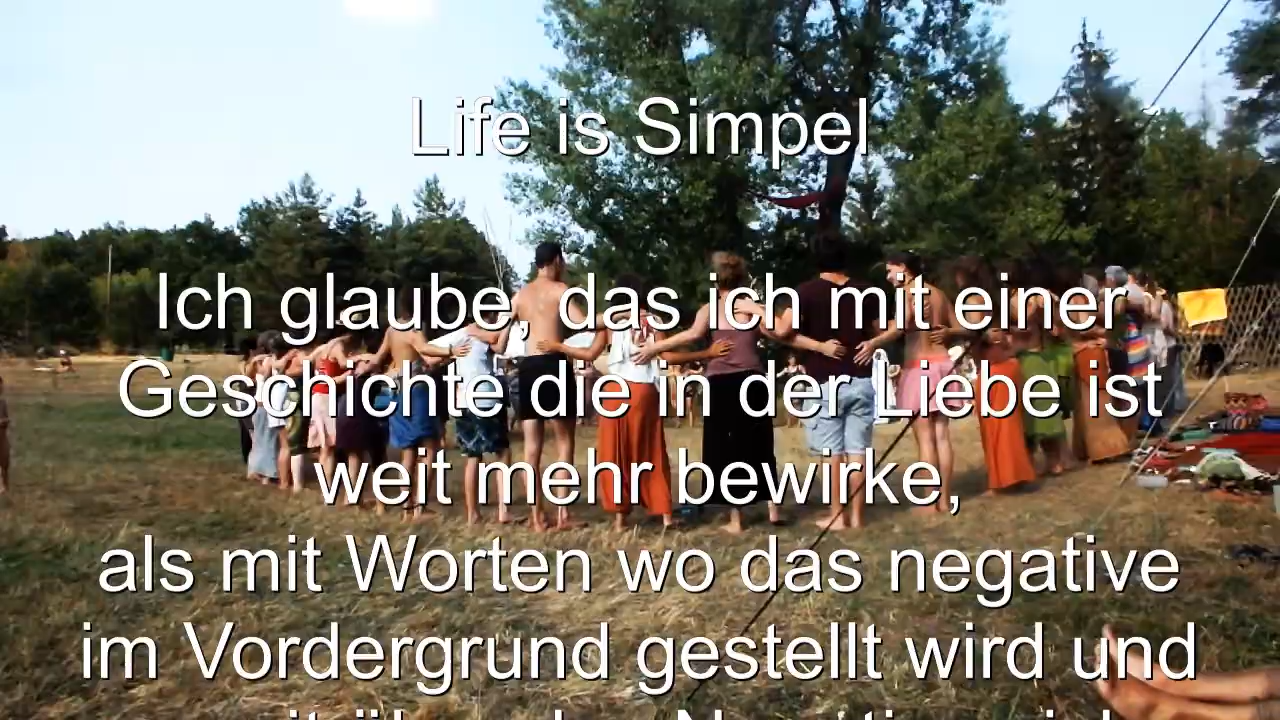 Life is Simpel
Ich glaube, das ich mit einer
Geschichte die in der Liebe ist
weit mehr bewirke,
als mit Worten wo das negative
im Vordergrund gestellt wird und